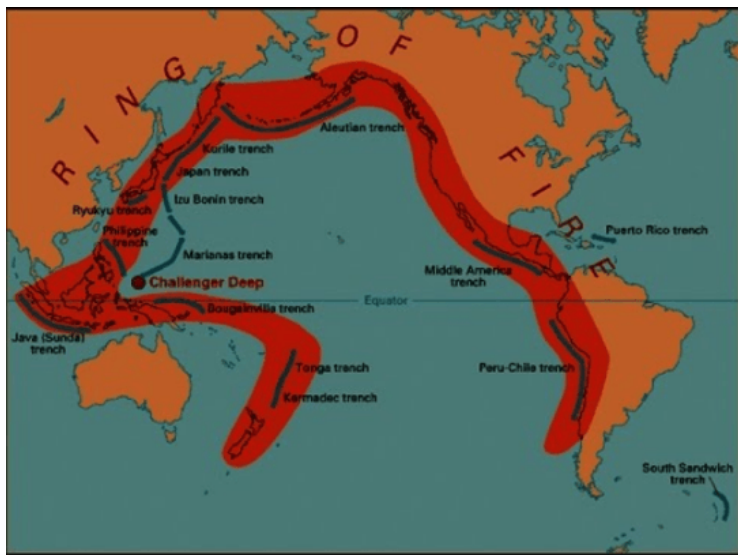 RING OF FIRE
Aleutian trench
Kurile trench
Japan trench
Izu Bonin trench
Ryukyu trench
Philippine
trench
Marianas trench
Challenger Deep
Puerto Rico trench
Middle America
trench
Equator
Bougainville trench
Java (Sunda)
trench
Tonga trench
Kermadec trench
Peru-Chile trench
South Sandwich
trench